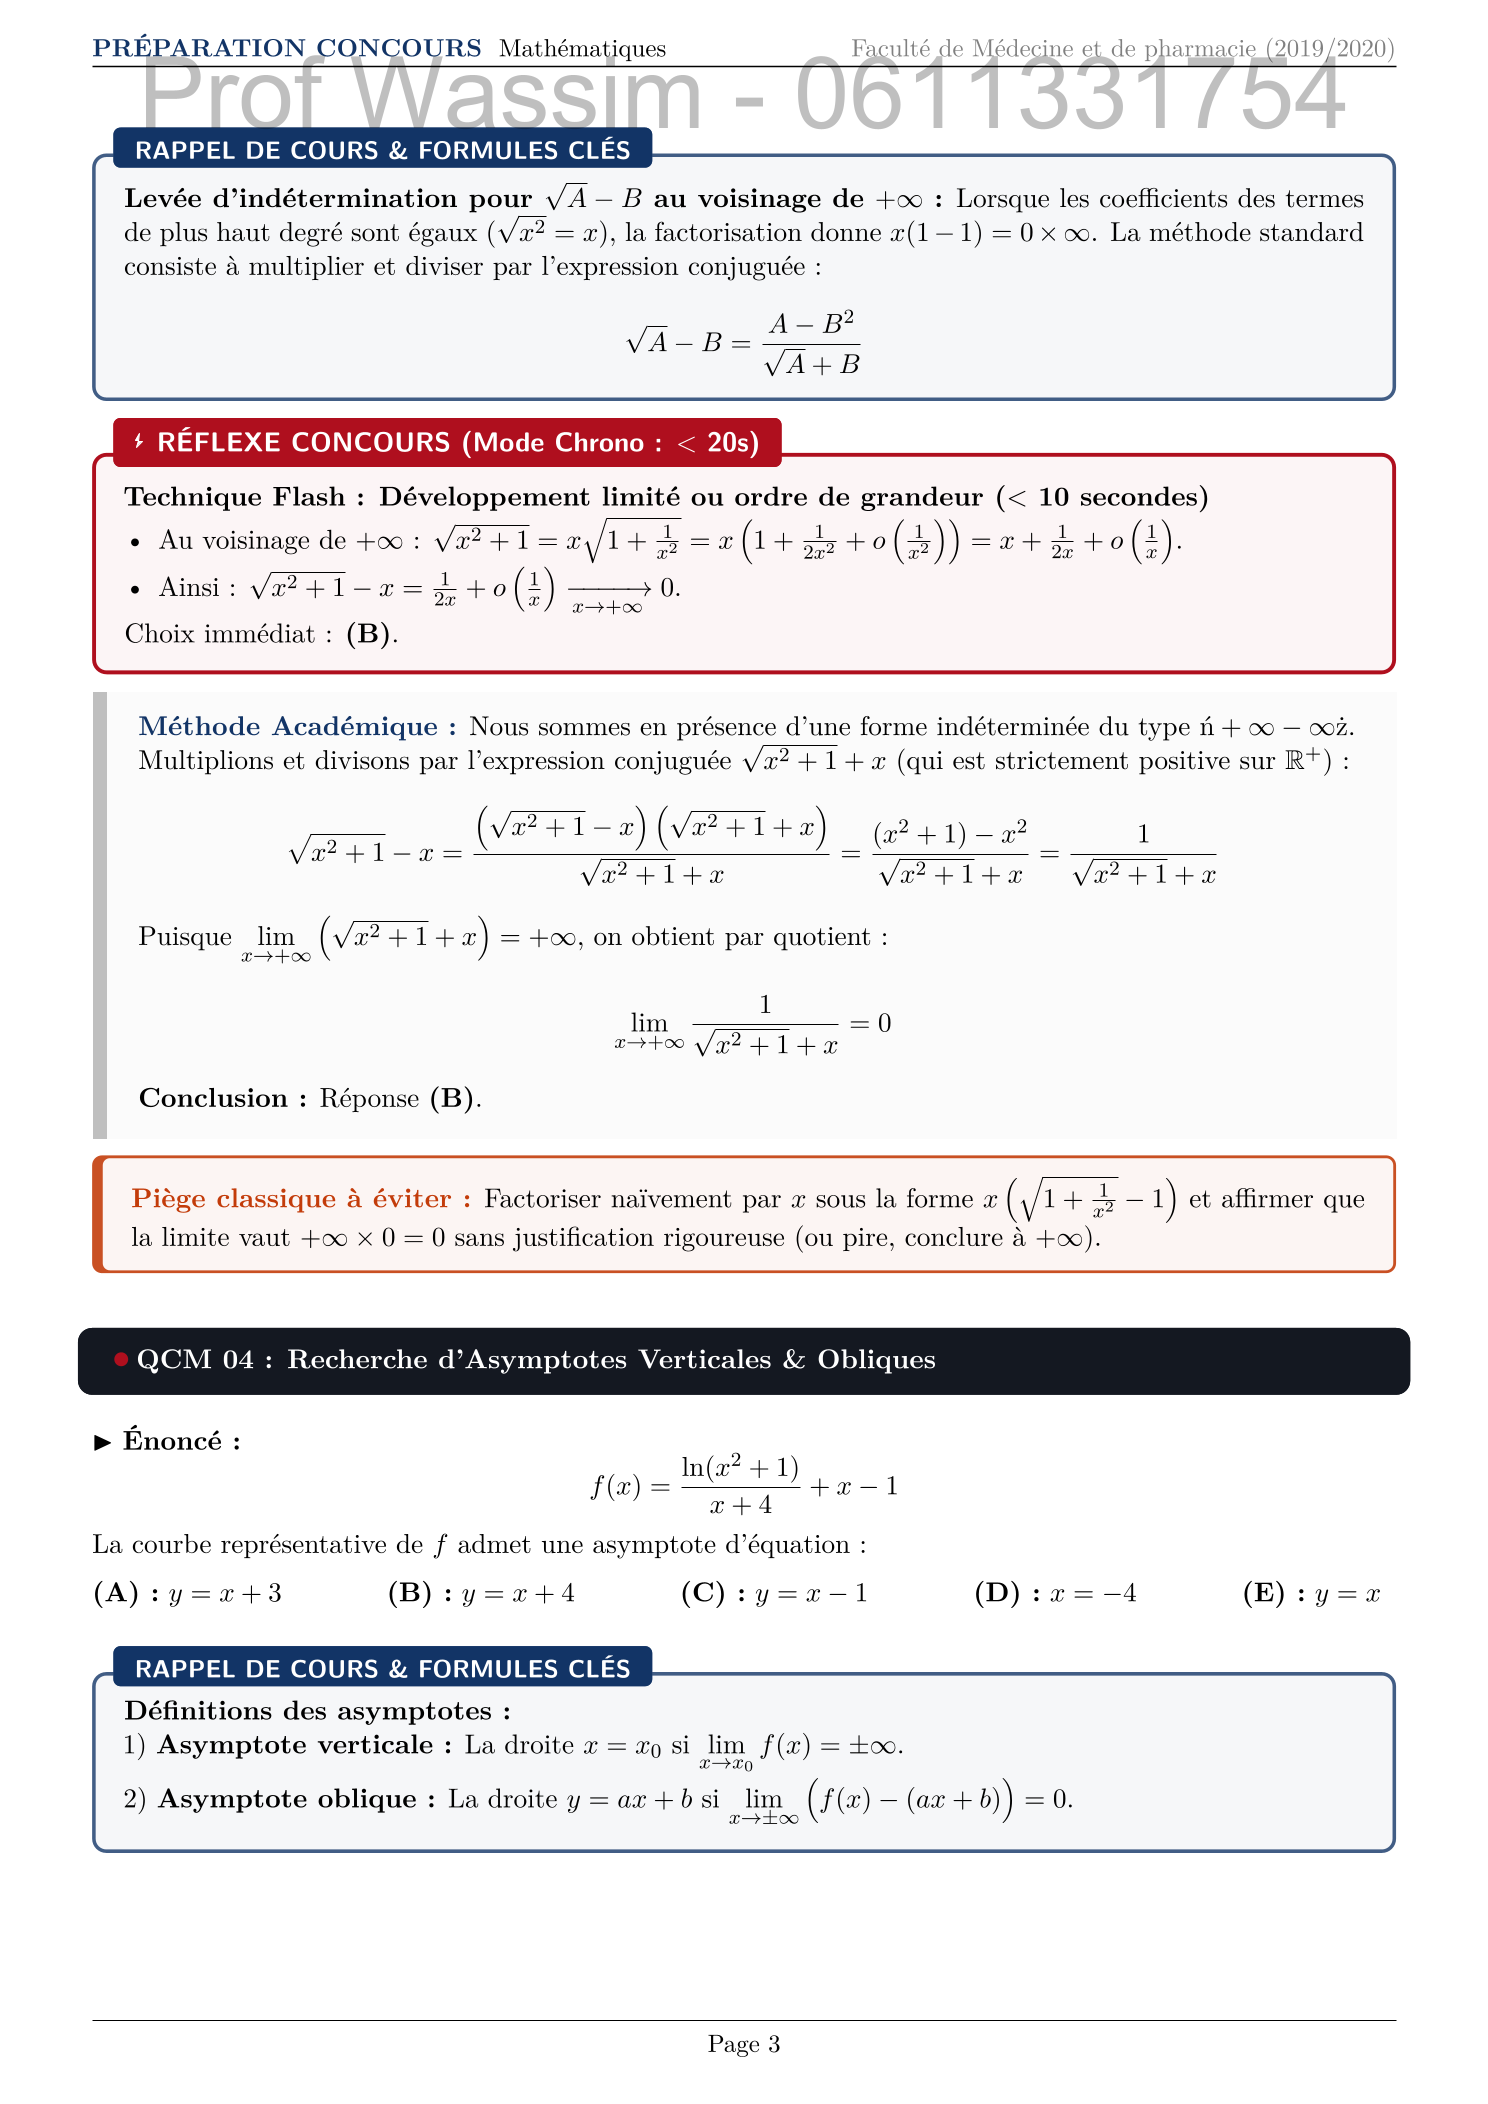 PRÉPARATION CONCOURS Mathématiques Faculté de Médecine et de pharmacie (2019/2020)
Prof Wassim - 0611331754
RAPPEL DE COURS & FORMULES CLÉS
Levée d'indétermination pour √A − B au voisinage de +∞ : Lorsque les coefficients des termes
de plus haut degré sont égaux (√x² = x), la factorisation donne x(1 − 1) = 0 × ∞. La méthode standard
consiste à multiplier et diviser par l'expression conjuguée :
√A − B = (A − B²)/(√A + B)
RÉFLEXE CONCOURS (Mode Chrono : < 20s)
Technique Flash : Développement limité ou ordre de grandeur (< 10 secondes)
• Au voisinage de +∞ : √(x² + 1) = x√(1 + 1/x²) = x(1 + 1/2x² + o(1/x²)) = x + 1/2x + o(1/x).
• Ainsi : √(x² + 1) − x = 1/2x + o(1/x) ⟶ 0. x→+∞
Choix immédiat : (B).
Méthode Académique : Nous sommes en présence d'une forme indéterminée du type ń + ∞ − ∞ż.
Multiplions et divisons par l'expression conjuguée √(x² + 1) + x (qui est strictement positive sur ℝ⁺) :
√(x² + 1) − x = (√(x² + 1) − x)(√(x² + 1) + x)/(√(x² + 1) + x) = ((x² + 1) − x²)/(√(x² + 1) + x) = 1/(√(x² + 1) + x)
Puisque lim x→+∞ (√(x² + 1) + x) = +∞, on obtient par quotient :
lim x→+∞ 1/(√(x² + 1) + x) = 0
Conclusion : Réponse (B).
Piège classique à éviter : Factoriser naïvement par x sous la forme x(√(1 + 1/x²) − 1) et affirmer que
la limite vaut +∞ × 0 = 0 sans justification rigoureuse (ou pire, conclure à +∞).
● QCM 04 : Recherche d'Asymptotes Verticales & Obliques
▶ Énoncé :
f(x) = ln(x² + 1)/(x + 4) + x − 1
La courbe représentative de f admet une asymptote d'équation :
(A) : y = x + 3 (B) : y = x + 4 (C) : y = x − 1 (D) : x = −4 (E) : y = x
RAPPEL DE COURS & FORMULES CLÉS
Définitions des asymptotes :
1) Asymptote verticale : La droite x = x₀ si lim x→x₀ f(x) = ±∞.
2) Asymptote oblique : La droite y = ax + b si lim x→±∞ (f(x) − (ax + b)) = 0.
Page 3